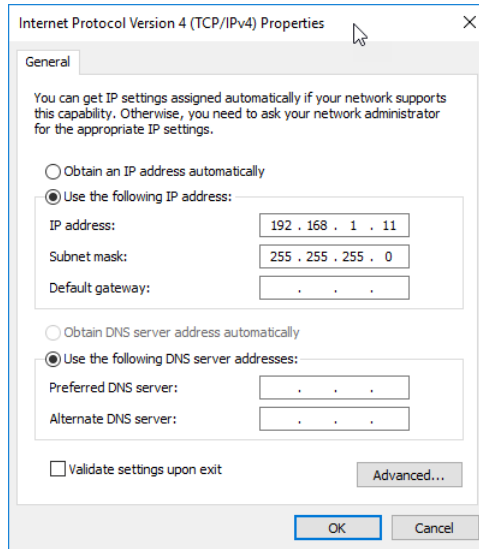 Internet Protocol Version 4 (TCP/IPv4) Properties
General
You can get IP settings assigned automatically if your network supports
this capability. Otherwise, you need to ask your network administrator
for the appropriate IP settings.
Obtain an IP address automatically
Use the following IP address:
IP address: 192 . 168 . 1 . 11
Subnet mask: 255 . 255 . 255 . 0
Default gateway: . . .
Obtain DNS server address automatically
Use the following DNS server addresses:
Preferred DNS server: . . .
Alternate DNS server: . . .
Validate settings upon exit
Advanced...
OK Cancel